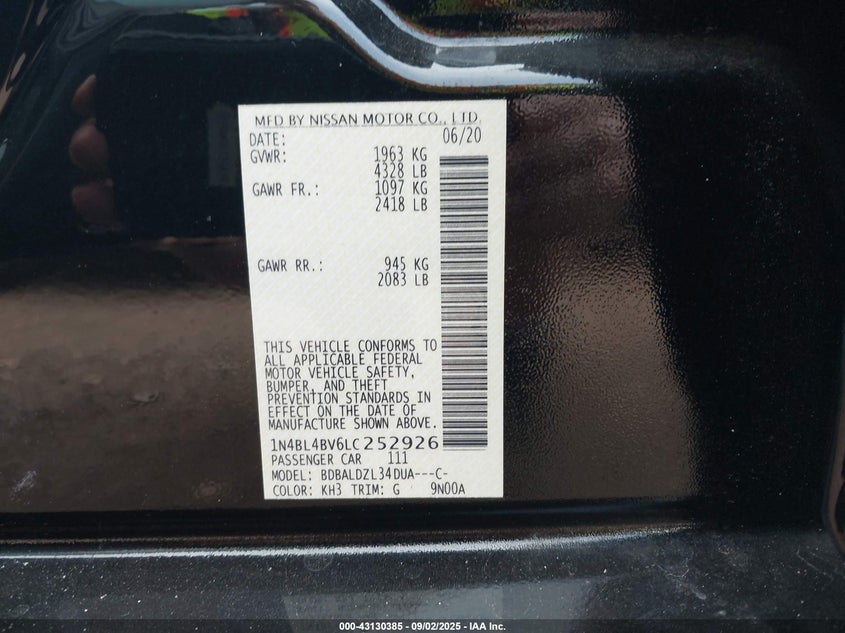 MFD BY NISSAN MOTOR CO., LTD.
DATE: 06/20
GVWR: 1963 KG
4328 LB
GAWR FR.: 1097 KG
2418 LB
GAWR RR.: 945 KG
2083 LB
THIS VEHICLE CONFORMS TO
ALL APPLICABLE FEDERAL
MOTOR VEHICLE SAFETY,
BUMPER, AND THEFT
PREVENTION STANDARDS IN
EFFECT ON THE DATE OF
MANUFACTURE SHOWN ABOVE.
1N4BL4BV6LC252926
PASSENGER CAR 111
MODEL: BDBALDZL34DUA---C-
COLOR: KH3 TRIM: G 9N00A
000-43130385 - 09/02/2025 - IAA Inc.